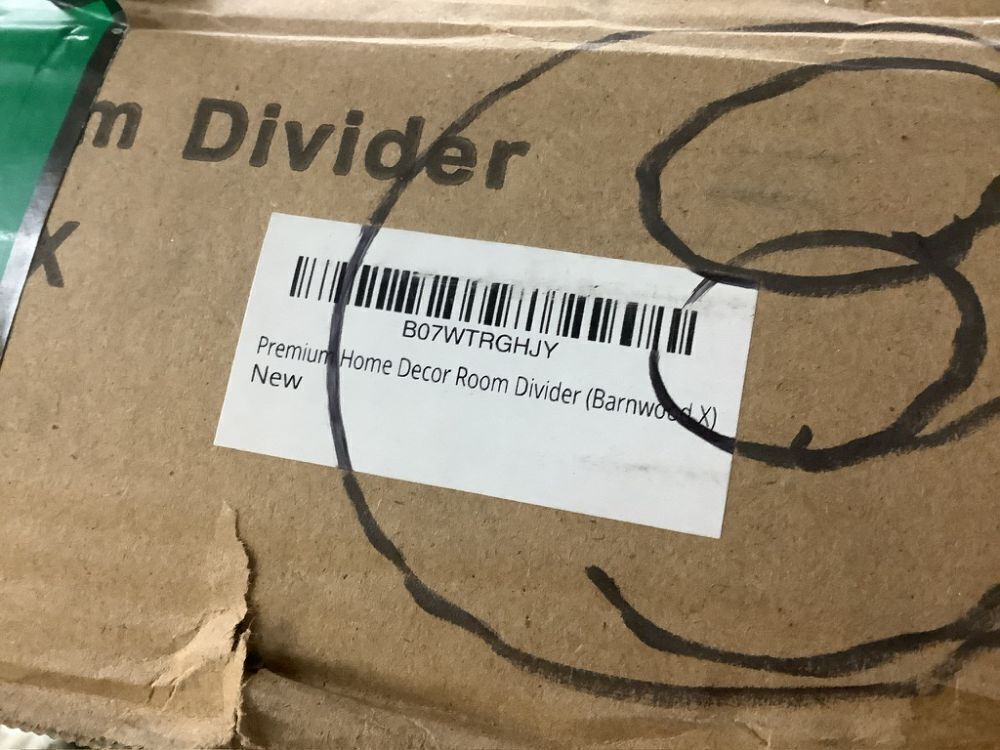 m Divider
X
B07WTRGHJY
Premium Home Decor Room Divider (Barnwood X)
New